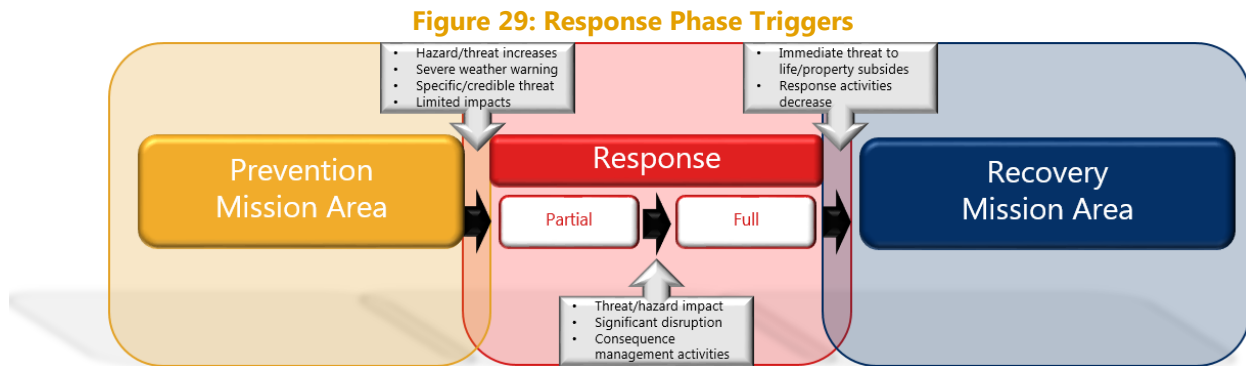 Figure 29: Response Phase Triggers
• Hazard/threat increases
• Severe weather warning
• Specific/credible threat
• Limited impacts
• Immediate threat to
life/property subsides
• Response activities
decrease
Prevention
Mission Area
Response
Partial
Full
Recovery
Mission Area
• Threat/hazard impact
• Significant disruption
• Consequence
management activities